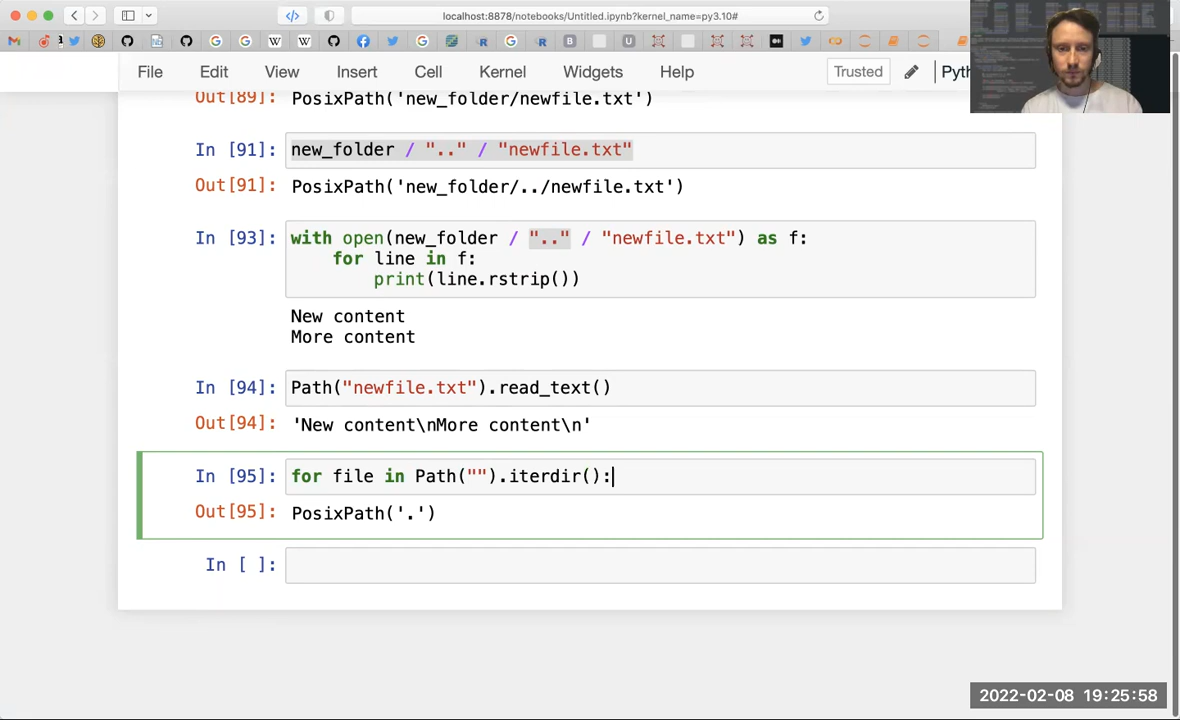 localhost:8878/notebooks/Untitled.ipynb?kernel_name=py3.10#
File Edit View Insert Cell Kernel Widgets Help Trusted Pyth
Out[89]: PosixPath('new_folder/newfile.txt')
In [91]: new_folder / ".." / "newfile.txt"
Out[91]: PosixPath('new_folder/../newfile.txt')
In [93]: with open(new_folder / ".." / "newfile.txt") as f:
for line in f:
print(line.rstrip())
New content
More content
In [94]: Path("newfile.txt").read_text()
Out[94]: 'New content\nMore content\n'
In [95]: for file in Path("").iterdir():
Out[95]: PosixPath('.')
In [ ]:
2022-02-08 19:25:58